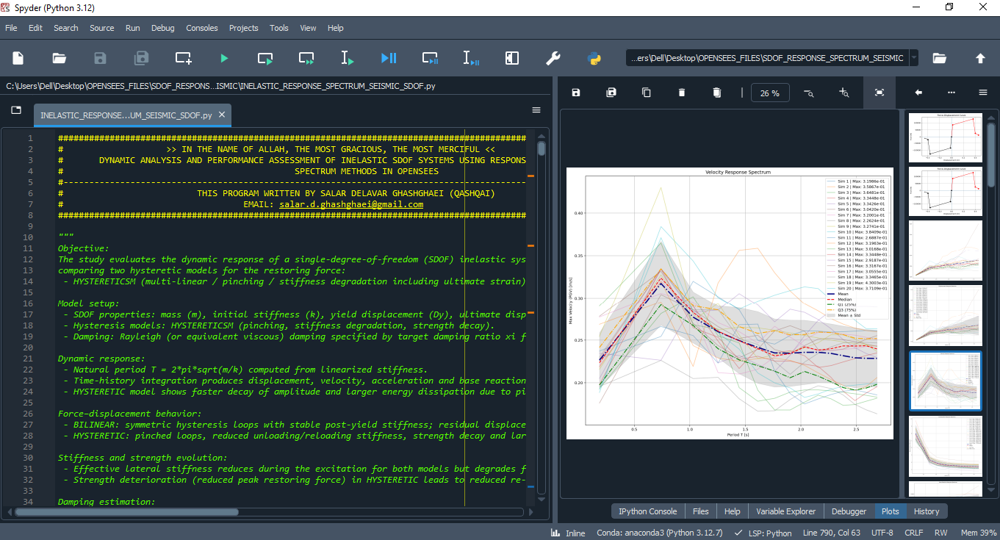 Spyder (Python 3.12)
File Edit Search Source Run Debug Consoles Projects Tools View Help
...ers\Dell\Desktop\OPENSEES_FILES\SDOF_RESPONSE_SPECTRUM_SEISMIC
C:\Users\Dell\Desktop\OPENSEES_FILES\SDOF_RESPONS...ISMIC\INELASTIC_RESPONSE_SPECTRUM_SEISMIC_SDOF.py
INELASTIC_RESPONSE...UM_SEISMIC_SDOF.py
1 ##########################################################################################
2 # >> IN THE NAME OF ALLAH, THE MOST GRACIOUS, THE MOST MERCIFUL <<
3 # DYNAMIC ANALYSIS AND PERFORMANCE ASSESSMENT OF INELASTIC SDOF SYSTEMS USING RESPONS
4 # SPECTRUM METHODS IN OPENSEES
5 #-----------------------------------------------------------------------------------------
6 # THIS PROGRAM WRITTEN BY SALAR DELAVAR GHASHGHAEI (QASHQAI)
7 # EMAIL: salar.d.ghashghaei@gmail.com
8 ##########################################################################################
9
10 """
11 Objective:
12 The study evaluates the dynamic response of a single-degree-of-freedom (SDOF) inelastic sys
13 comparing two hysteretic models for the restoring force:
14 - HYSTERETICSM (multi-linear / pinching / stiffness degradation including ultimate strain)
15
16 Model setup:
17 - SDOF properties: mass (m), initial stiffness (k), yield displacement (Dy), ultimate disp
18 - Hysteresis models: HYSTERETICSM (pinching, stiffness degradation, strength decay).
19 - Damping: Rayleigh (or equivalent viscous) damping specified by target damping ratio xi f
20
21 Dynamic response:
22 - Natural period T = 2*pi*sqrt(m/k) computed from linearized stiffness.
23 - Time-history integration produces displacement, velocity, acceleration and base reaction
24 - HYSTERETIC model shows faster decay of amplitude and larger energy dissipation due to pi
25
26 Force–displacement behavior:
27 - BILINEAR: symmetric hysteresis loops with stable post-yield stiffness; residual displace
28 - HYSTERETIC: pinched loops, reduced unloading/reloading stiffness, strength decay and lar
29
30 Stiffness and strength evolution:
31 - Effective lateral stiffness reduces during the excitation for both models but degrades f
32 - Strength deterioration (reduced peak restoring force) in HYSTERETIC leads to reduced re-
33
34 Damping estimation:
26 %
Velocity Response Spectrum
Sim 1 | Max: 3.1986e-01
Sim 2 | Max: 3.5867e-01
Sim 3 | Max: 3.6481e-01
Sim 4 | Max: 3.3448e-01
Sim 5 | Max: 3.3426e-01
Sim 6 | Max: 3.0420e-01
Sim 7 | Max: 3.2001e-01
Sim 8 | Max: 2.2624e-01
Sim 9 | Max: 3.2741e-01
Sim 10 | Max: 3.8409e-01
Sim 11 | Max: 2.6887e-01
Sim 12 | Max: 3.1963e-01
Sim 13 | Max: 3.0168e-01
Sim 14 | Max: 3.3448e-01
Sim 15 | Max: 2.9187e-01
Sim 16 | Max: 3.3167e-01
Sim 17 | Max: 3.0555e-01
Sim 18 | Max: 3.3465e-01
Sim 19 | Max: 4.3003e-01
Sim 20 | Max: 3.7109e-01
Mean
Median
Q1 (25%)
Q3 (75%)
Mean ± Std
0.40
0.35
0.30
0.25
0.20
Max Velocity (PGV) [m/s]
0.5 1.0 1.5 2.0 2.5
Period T [s]
Force-Displacement Curve
Force-Displacement Curve
IPython Console Files Help Variable Explorer Debugger Plots History
Inline Conda: anaconda3 (Python 3.12.7) LSP: Python Line 790, Col 63 UTF-8 CRLF RW Mem 39%